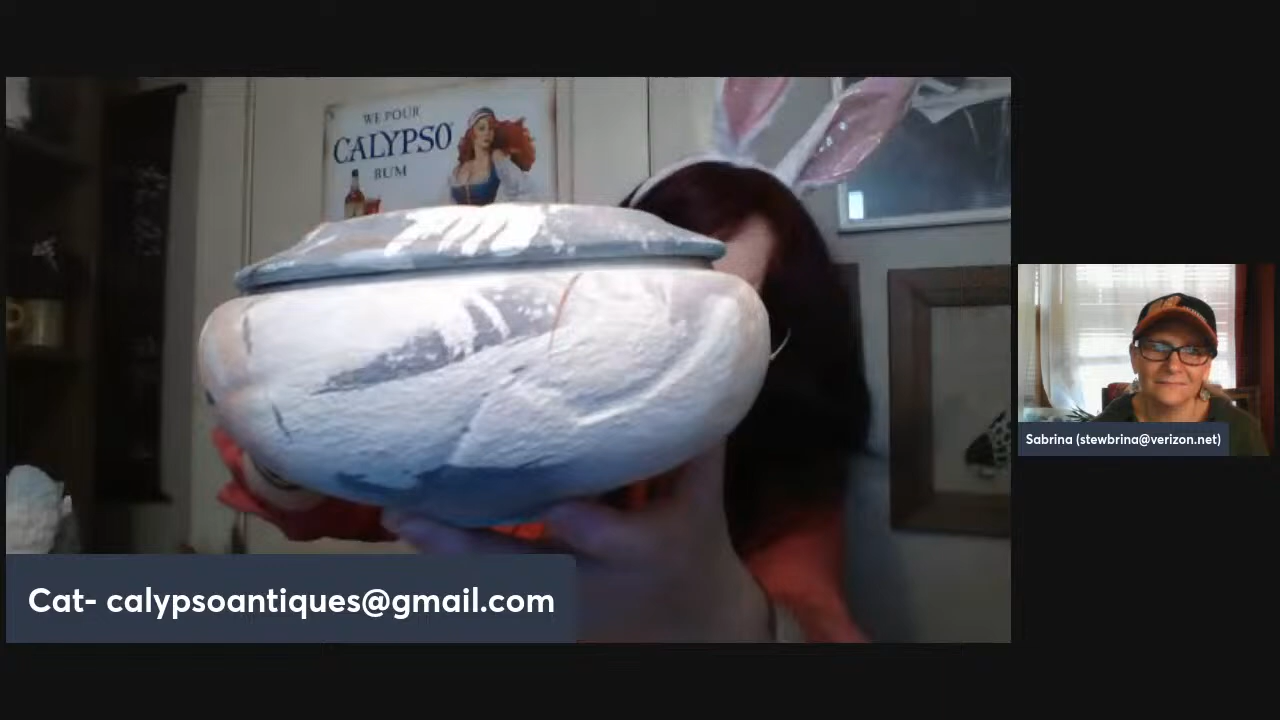 WE POUR
CALYPSO
RUM
Cat- calypsoantiques@gmail.com
Sabrina (stewbrina@verizon.net)